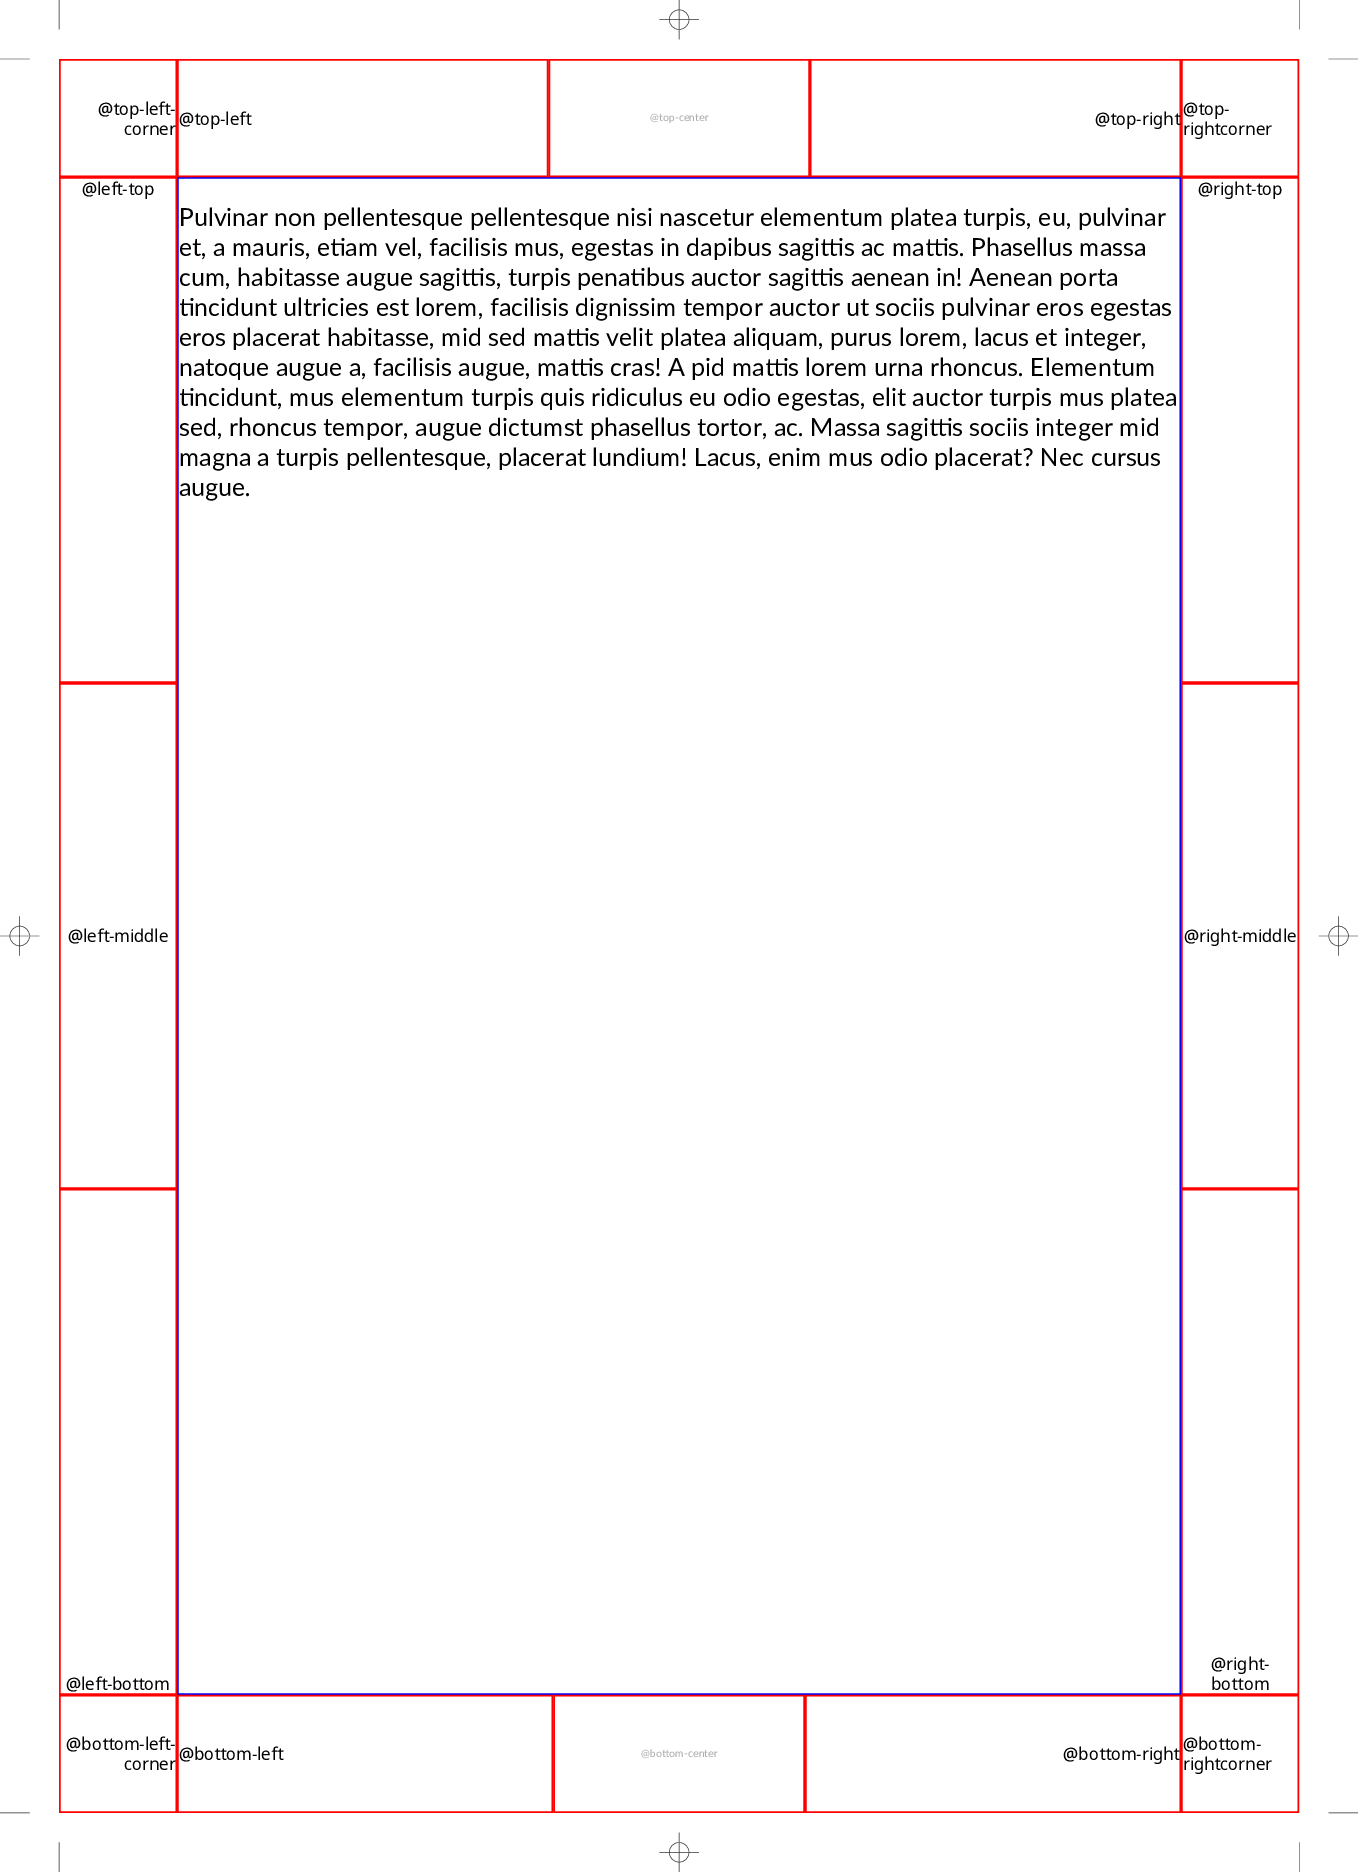 @top-left-
corner
@top-left
@top-center
@top-right
@top-
rightcorner
@left-top
@right-top
Pulvinar non pellentesque pellentesque nisi nascetur elementum platea turpis, eu, pulvinar
et, a mauris, etiam vel, facilisis mus, egestas in dapibus sagittis ac mattis. Phasellus massa
cum, habitasse augue sagittis, turpis penatibus auctor sagittis aenean in! Aenean porta
tincidunt ultricies est lorem, facilisis dignissim tempor auctor ut sociis pulvinar eros egestas
eros placerat habitasse, mid sed mattis velit platea aliquam, purus lorem, lacus et integer,
natoque augue a, facilisis augue, mattis cras! A pid mattis lorem urna rhoncus. Elementum
tincidunt, mus elementum turpis quis ridiculus eu odio egestas, elit auctor turpis mus platea
sed, rhoncus tempor, augue dictumst phasellus tortor, ac. Massa sagittis sociis integer mid
magna a turpis pellentesque, placerat lundium! Lacus, enim mus odio placerat? Nec cursus
augue.
@left-middle
@right-middle
@left-bottom
@right-
bottom
@bottom-left-
corner
@bottom-left
@bottom-center
@bottom-right
@bottom-
rightcorner